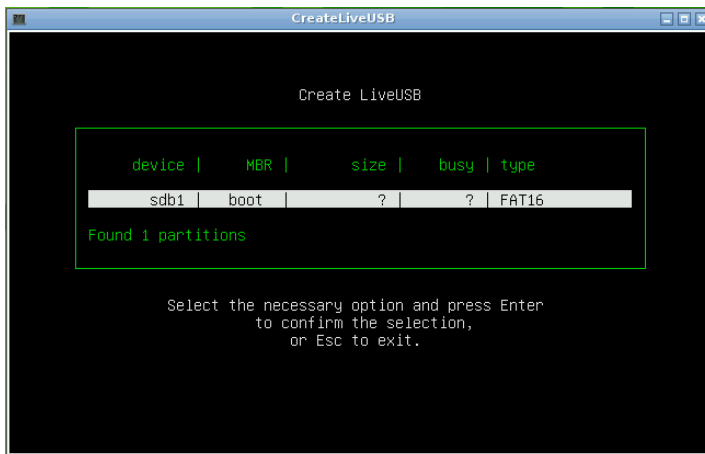 CreateLiveUSB
Create LiveUSB
device | MBR | size | busy | type
sdb1 | boot | ? | ? | FAT16
Found 1 partitions
Select the necessary option and press Enter
to confirm the selection,
or Esc to exit.